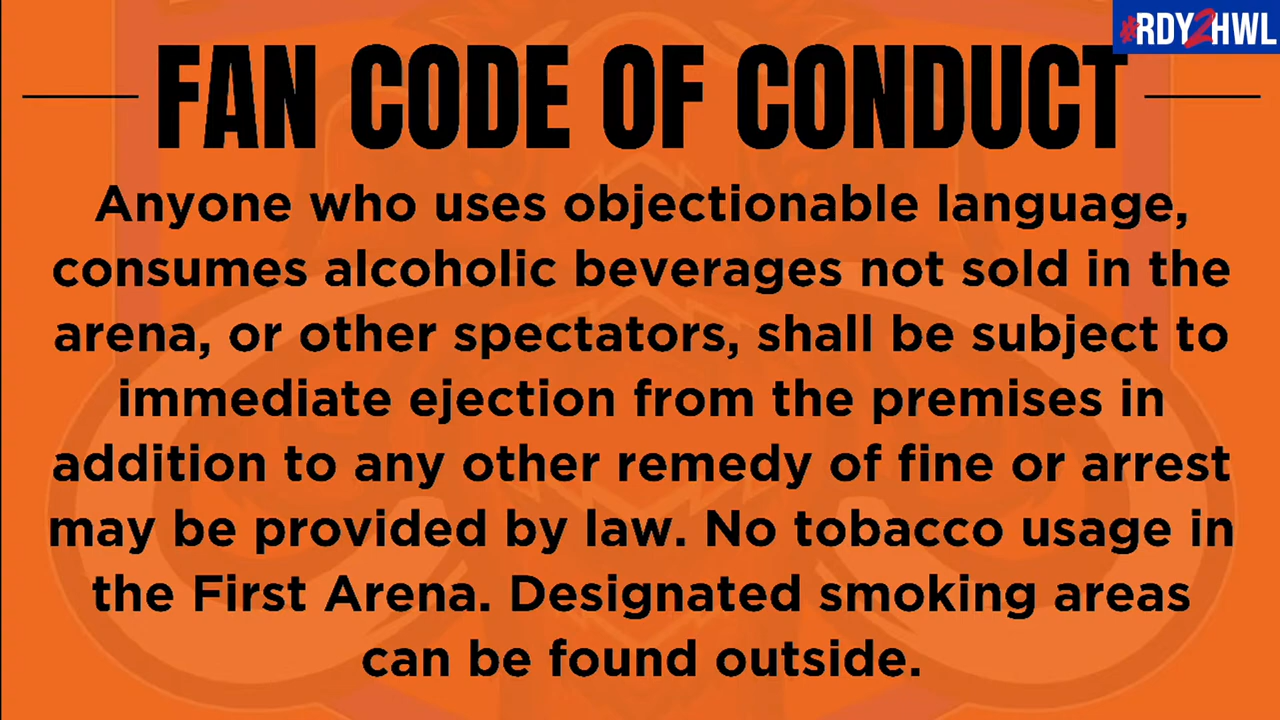 #RDY2HWL
FAN CODE OF CONDUCT
Anyone who uses objectionable language,
consumes alcoholic beverages not sold in the
arena, or other spectators, shall be subject to
immediate ejection from the premises in
addition to any other remedy of fine or arrest
may be provided by law. No tobacco usage in
the First Arena. Designated smoking areas
can be found outside.